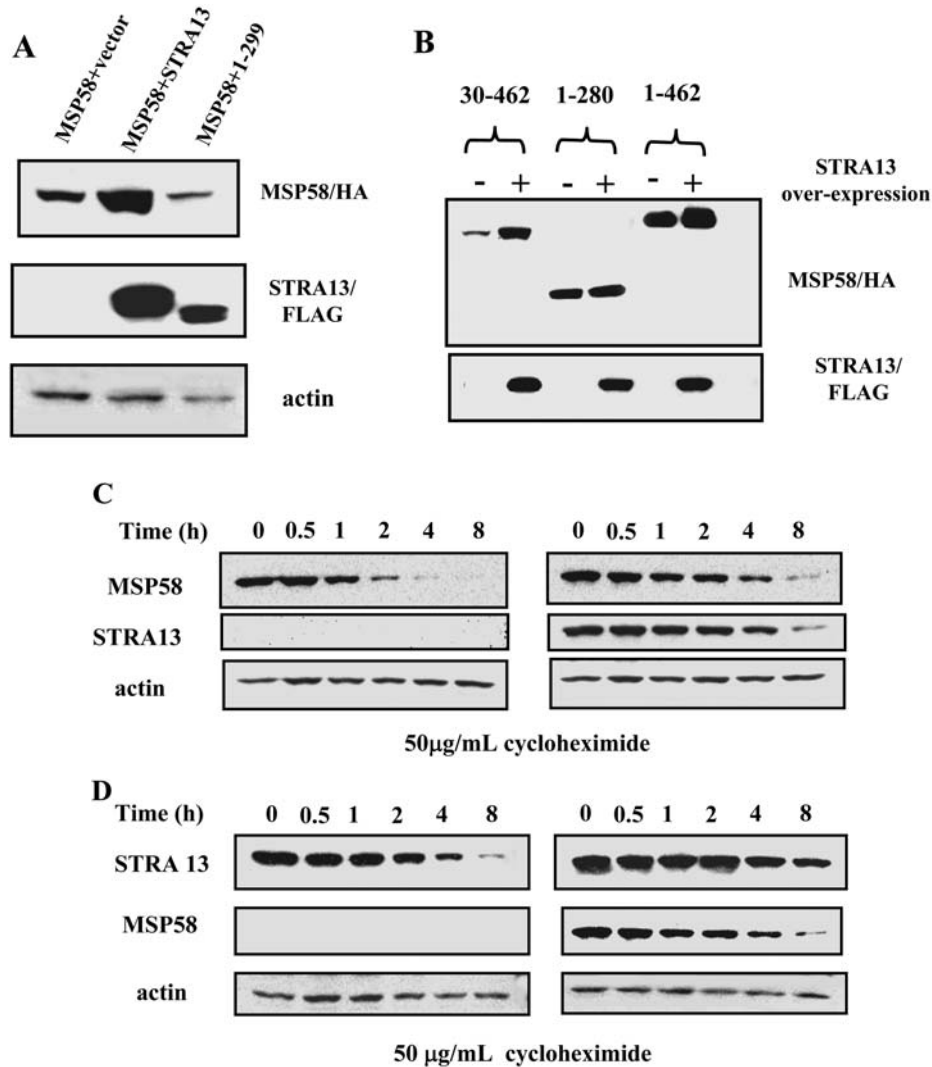 A
MSP58+vector
MSP58+STRA13
MSP58+1-299
MSP58/HA
STRA13/
FLAG
actin
B
30-462 1-280 1-462
- + - + - +
STRA13
over-expression
MSP58/HA
STRA13/
FLAG
C
Time (h) 0 0.5 1 2 4 8 0 0.5 1 2 4 8
MSP58
STRA13
actin
50μg/mL cycloheximide
D
Time (h) 0 0.5 1 2 4 8 0 0.5 1 2 4 8
STRA 13
MSP58
actin
50 μg/mL cycloheximide